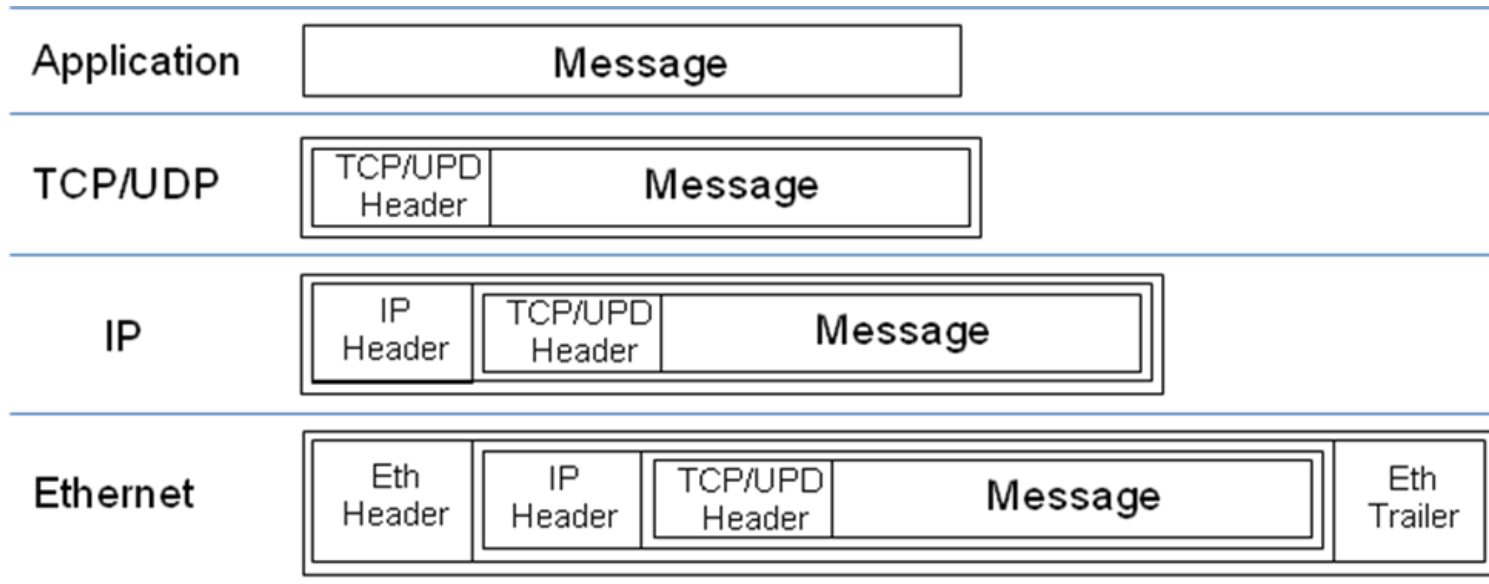 Application
Message
TCP/UDP
TCP/UPD
Header
Message
IP
IP
Header
TCP/UPD
Header
Message
Ethernet
Eth
Header
IP
Header
TCP/UPD
Header
Message
Eth
Trailer